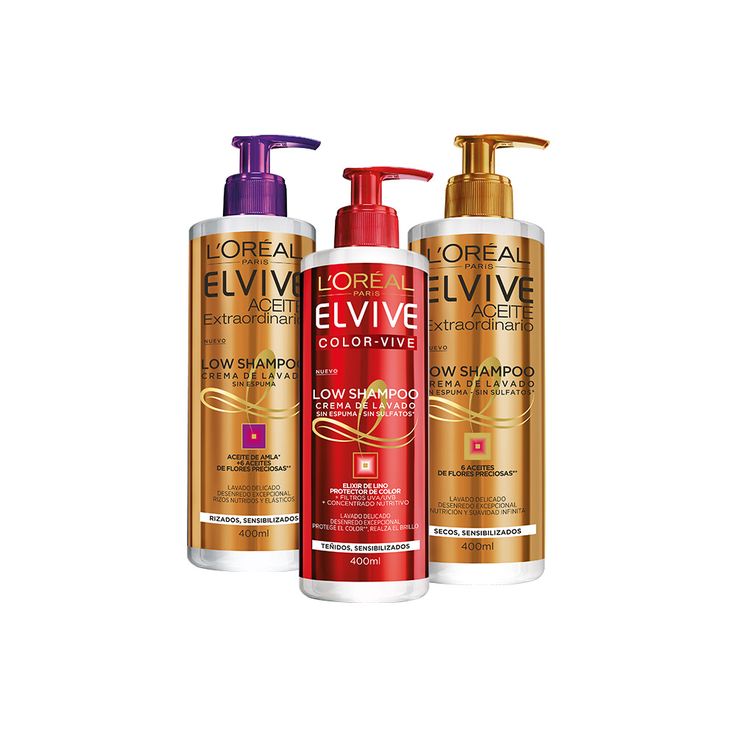 L'ORÉAL
PARIS
ELVIVE
ACEITE
Extraordinario
NUEVO
LOW SHAMPOO
CREMA DE LAVADO
SIN ESPUMA
ACEITE DE AMLA*
+6 ACEITES
DE FLORES PRECIOSAS**
LAVADO DELICADO
DESENREDO EXCEPCIONAL
RIZOS NUTRIDOS Y ELÁSTICOS
RIZADOS, SENSIBILIZADOS
400ml
L'ORÉAL
PARIS
ELVIVE
COLOR-VIVE
NUEVO
LOW SHAMPOO
CREMA DE LAVADO
SIN ESPUMA - SIN SULFATOS*
ELIXIR DE LINO
PROTECTOR DE COLOR
+ FILTROS UVA/UVB
+ CONCENTRADO NUTRITIVO
LAVADO DELICADO
DESENREDO EXCEPCIONAL
PROTEGE EL COLOR**, REALZA EL BRILLO
TEÑIDOS, SENSIBILIZADOS
400ml
L'ORÉAL
PARIS
ELVIVE
ACEITE
Extraordinario
NUEVO
LOW SHAMPOO
CREMA DE LAVADO
SIN ESPUMA - SIN SULFATOS*
6 ACEITES
DE FLORES PRECIOSAS**
LAVADO DELICADO
DESENREDO EXCEPCIONAL
NUTRICIÓN Y SUAVIDAD INFINITA
SECOS, SENSIBILIZADOS
400ml